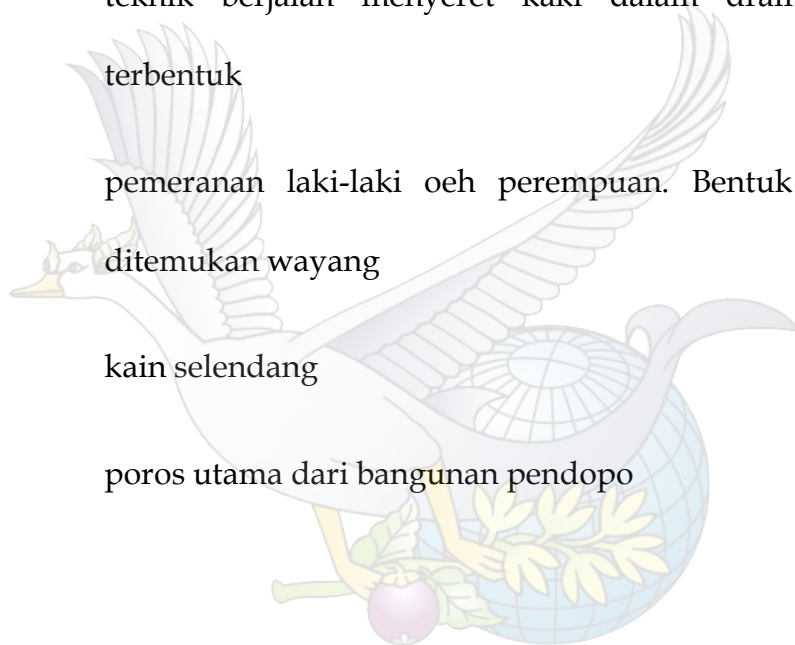 teknik berjalan menyeret kaki dalam
terbentuk
pemeranan laki-laki oeh perempuan. Bentuk
ditemukan wayang
kain selendang
poros utama dari bangunan pendopo